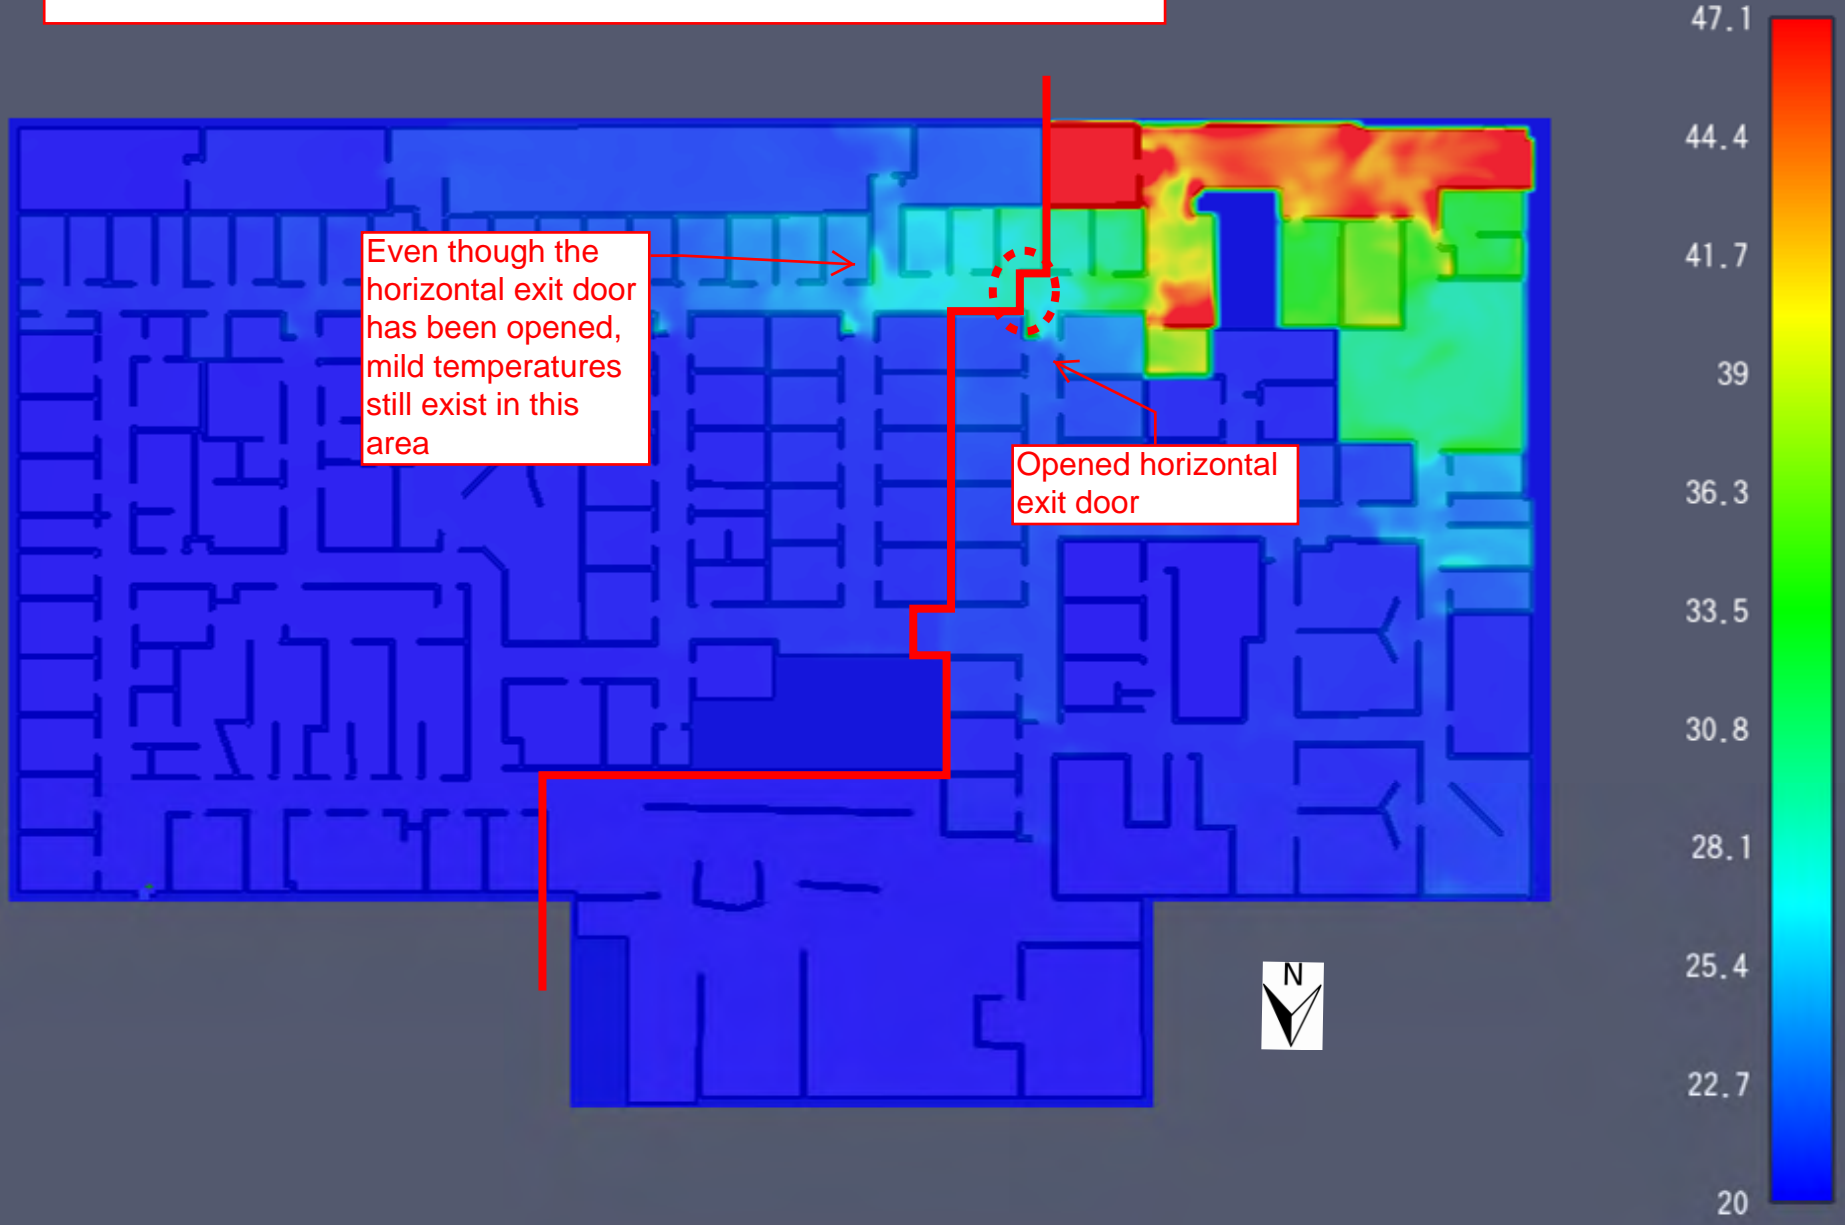 47.1
44.4
41.7
39
36.3
33.5
30.8
28.1
25.4
22.7
20
Even though the
horizontal exit door
has been opened,
mild temperatures
still exist in this
area
Opened horizontal
exit door
N